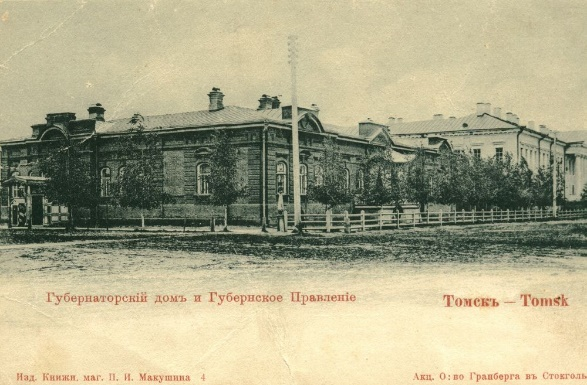 Губернаторскій домъ и Губернское Правленіе
Томскъ – Tomsk
Изд. Книжн. маг. П. И. Макушина 4
Акц. О: во Гранберга въ Стокголь